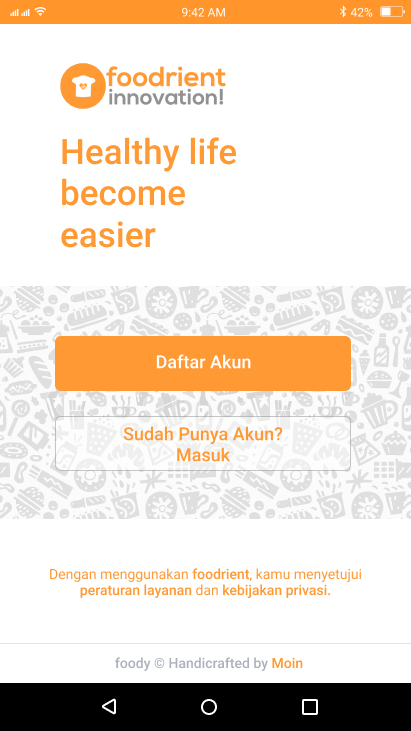 9:42 AM
42%
foodrient
innovation!
Healthy life
become
easier
Daftar Akun
Sudah Punya Akun?
Masuk
Dengan menggunakan foodrient, kamu menyetujui
peraturan layanan dan kebijakan privasi.
foody © Handicrafted by Moin